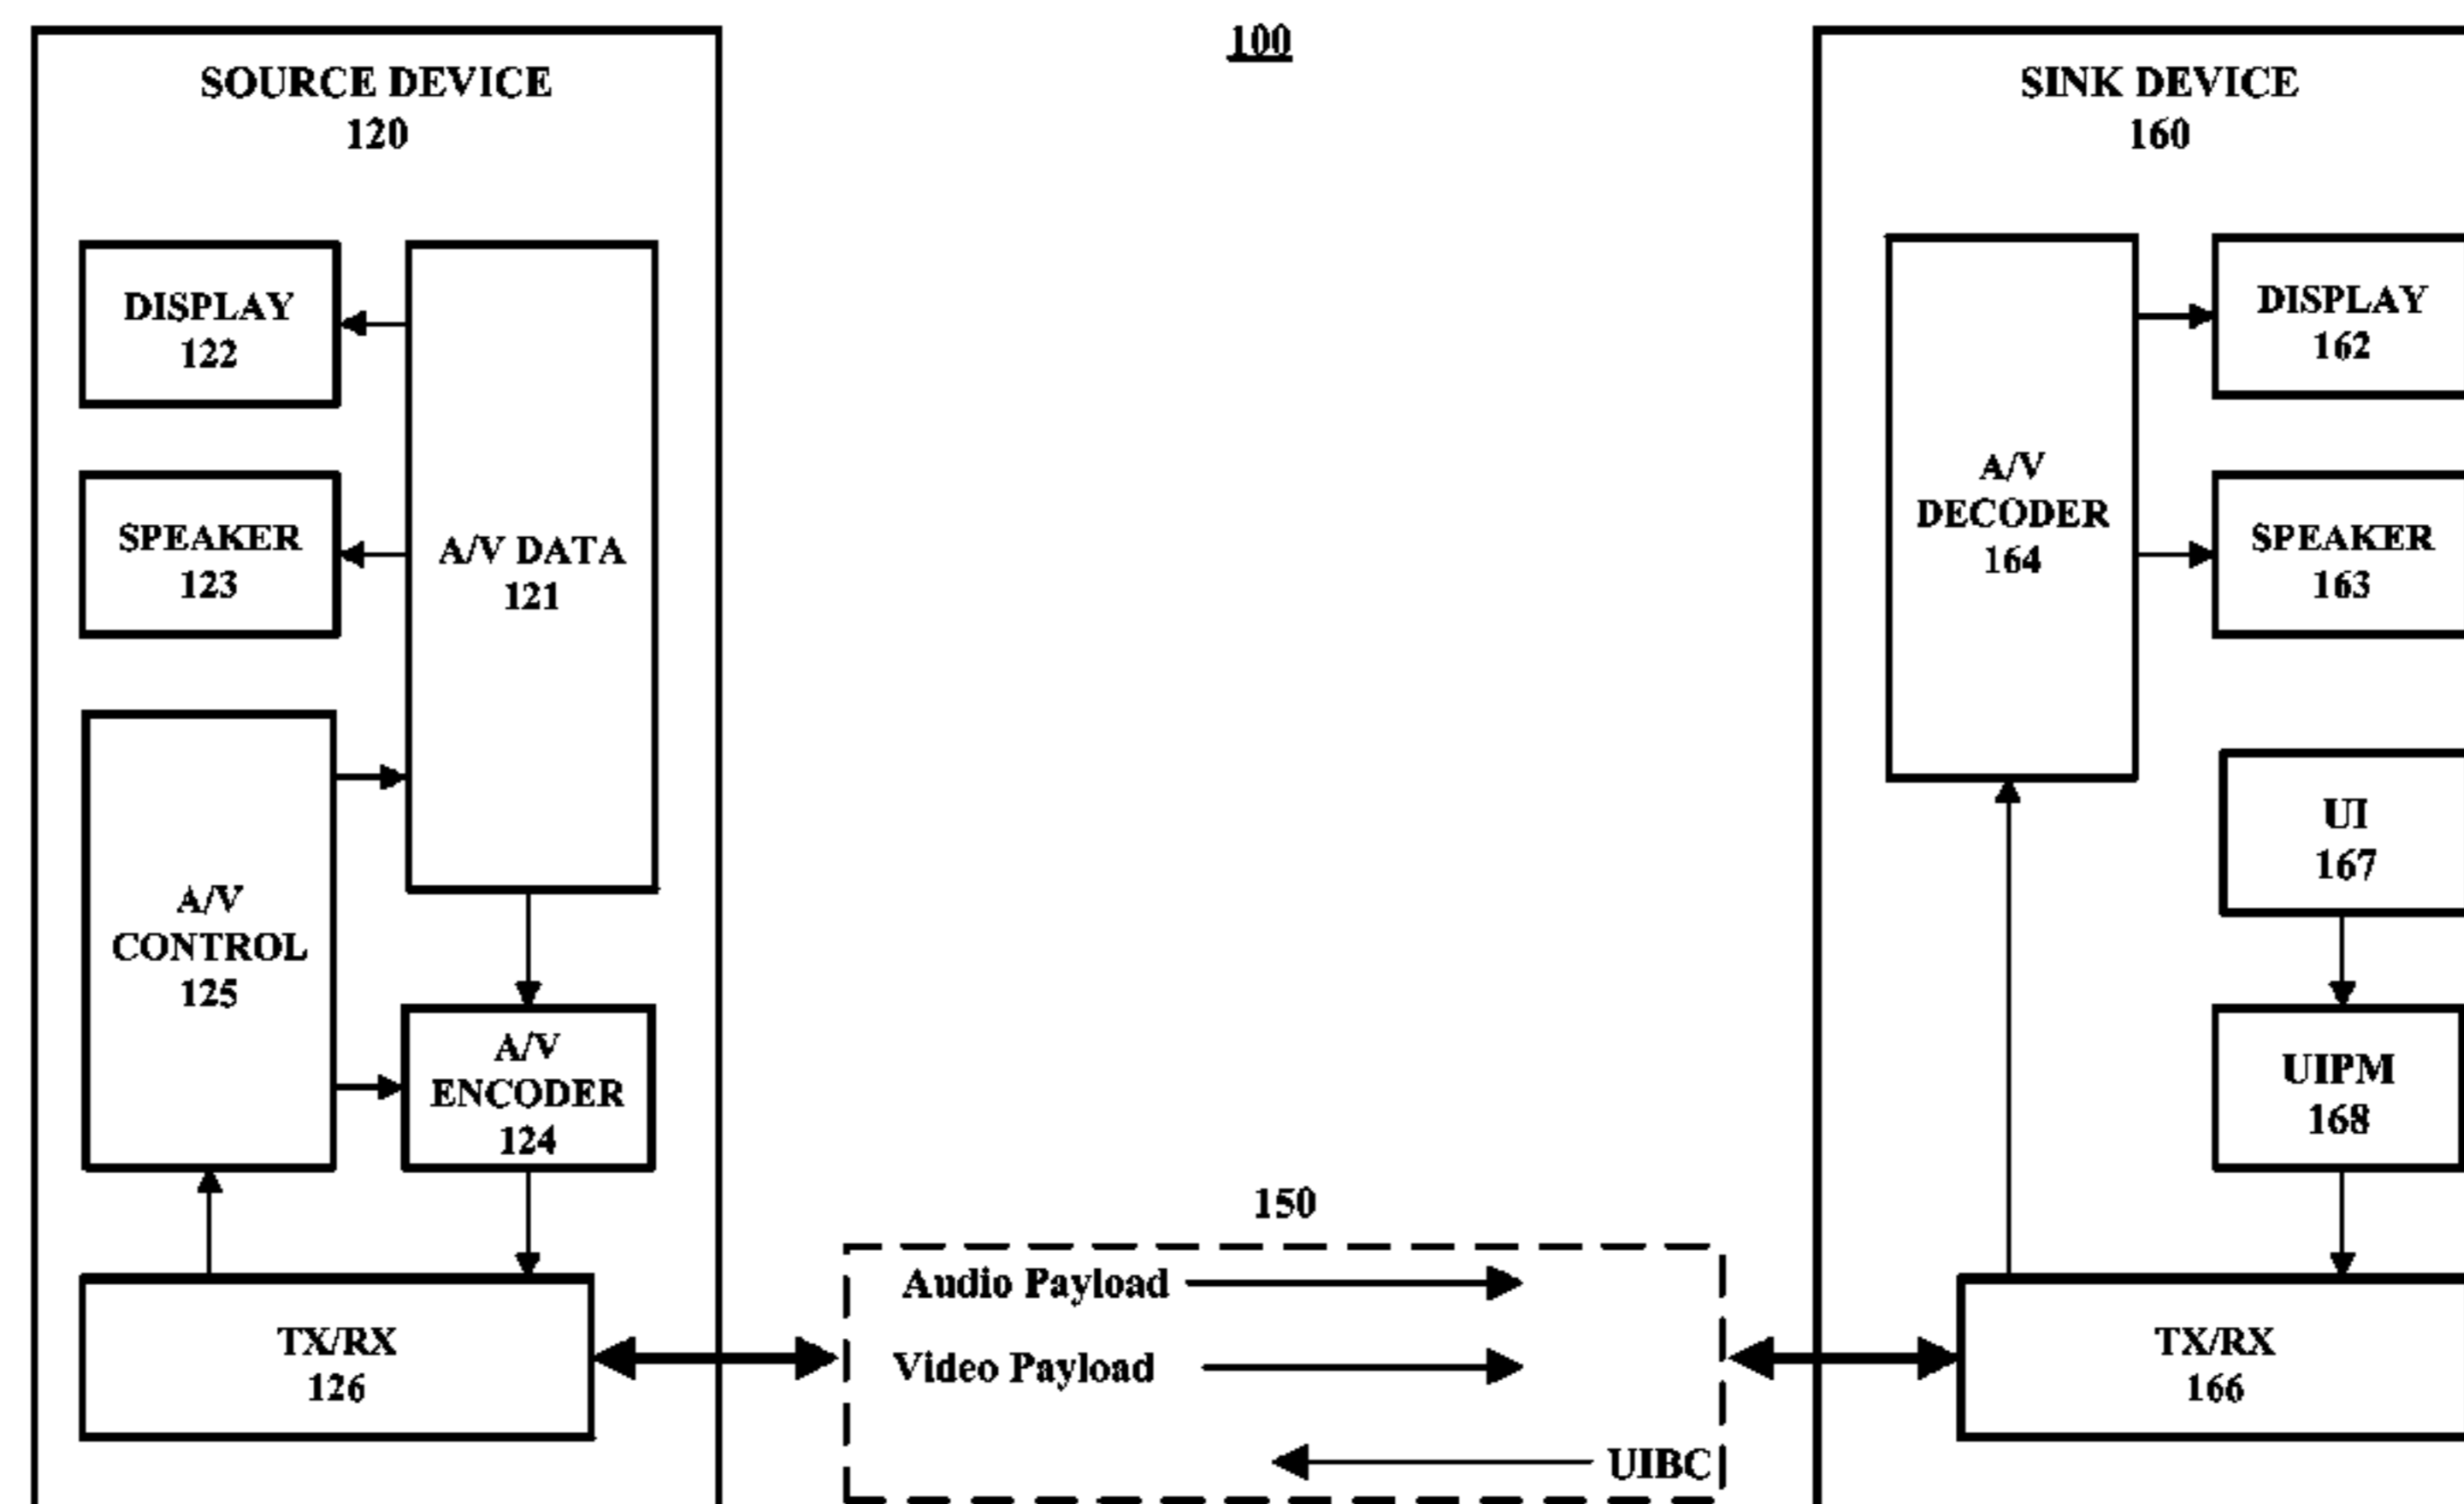 100
SOURCE DEVICE
120
DISPLAY
122
SPEAKER
123
A/V DATA
121
A/V
CONTROL
125
A/V
ENCODER
124
TX/RX
126
150
Audio Payload
Video Payload
UIBC
SINK DEVICE
160
A/V
DECODER
164
DISPLAY
162
SPEAKER
163
UI
167
UIPM
168
TX/RX
166